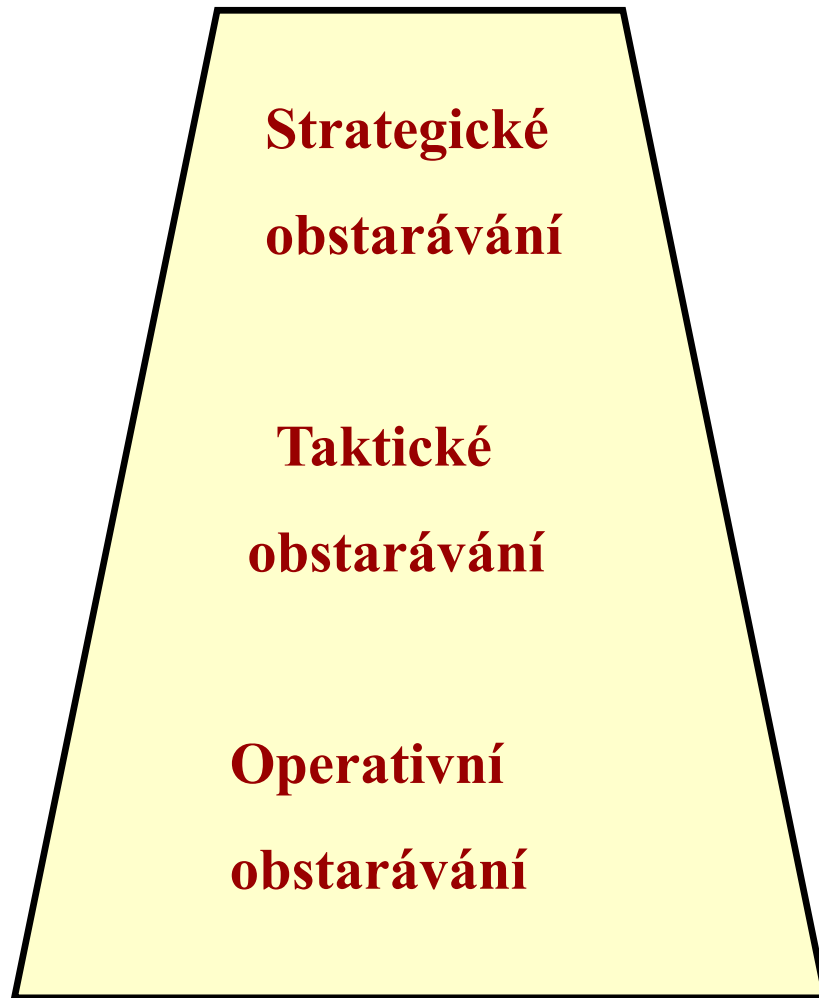 Strategické
obstarávání
Taktické
obstarávání
Operativní
obstarávání